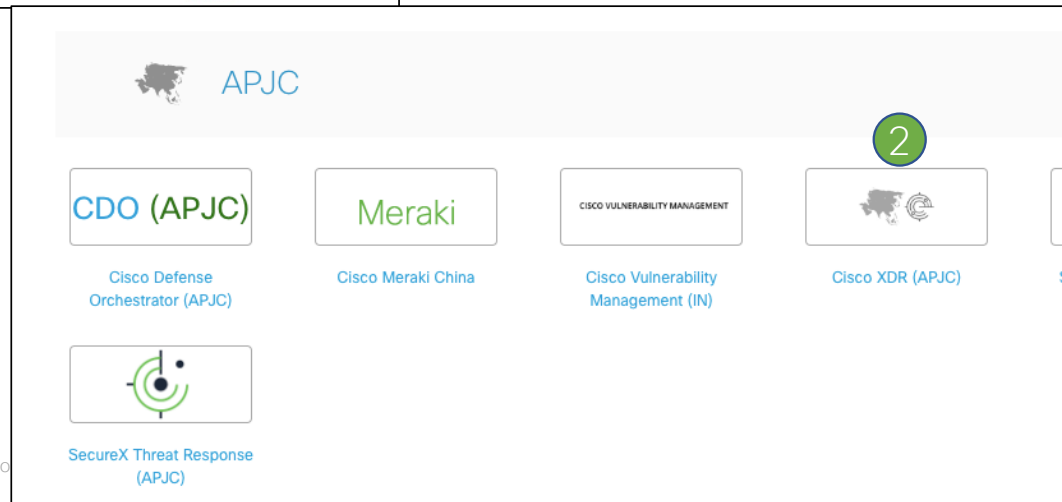 APJC
2
CDO (APJC)
Meraki
CISCO VULNERABILITY MANAGEMENT
Cisco Defense
Orchestrator (APJC)
Cisco Meraki China
Cisco Vulnerability
Management (IN)
Cisco XDR (APJC)
S
SecureX Threat Response
(APJC)
o